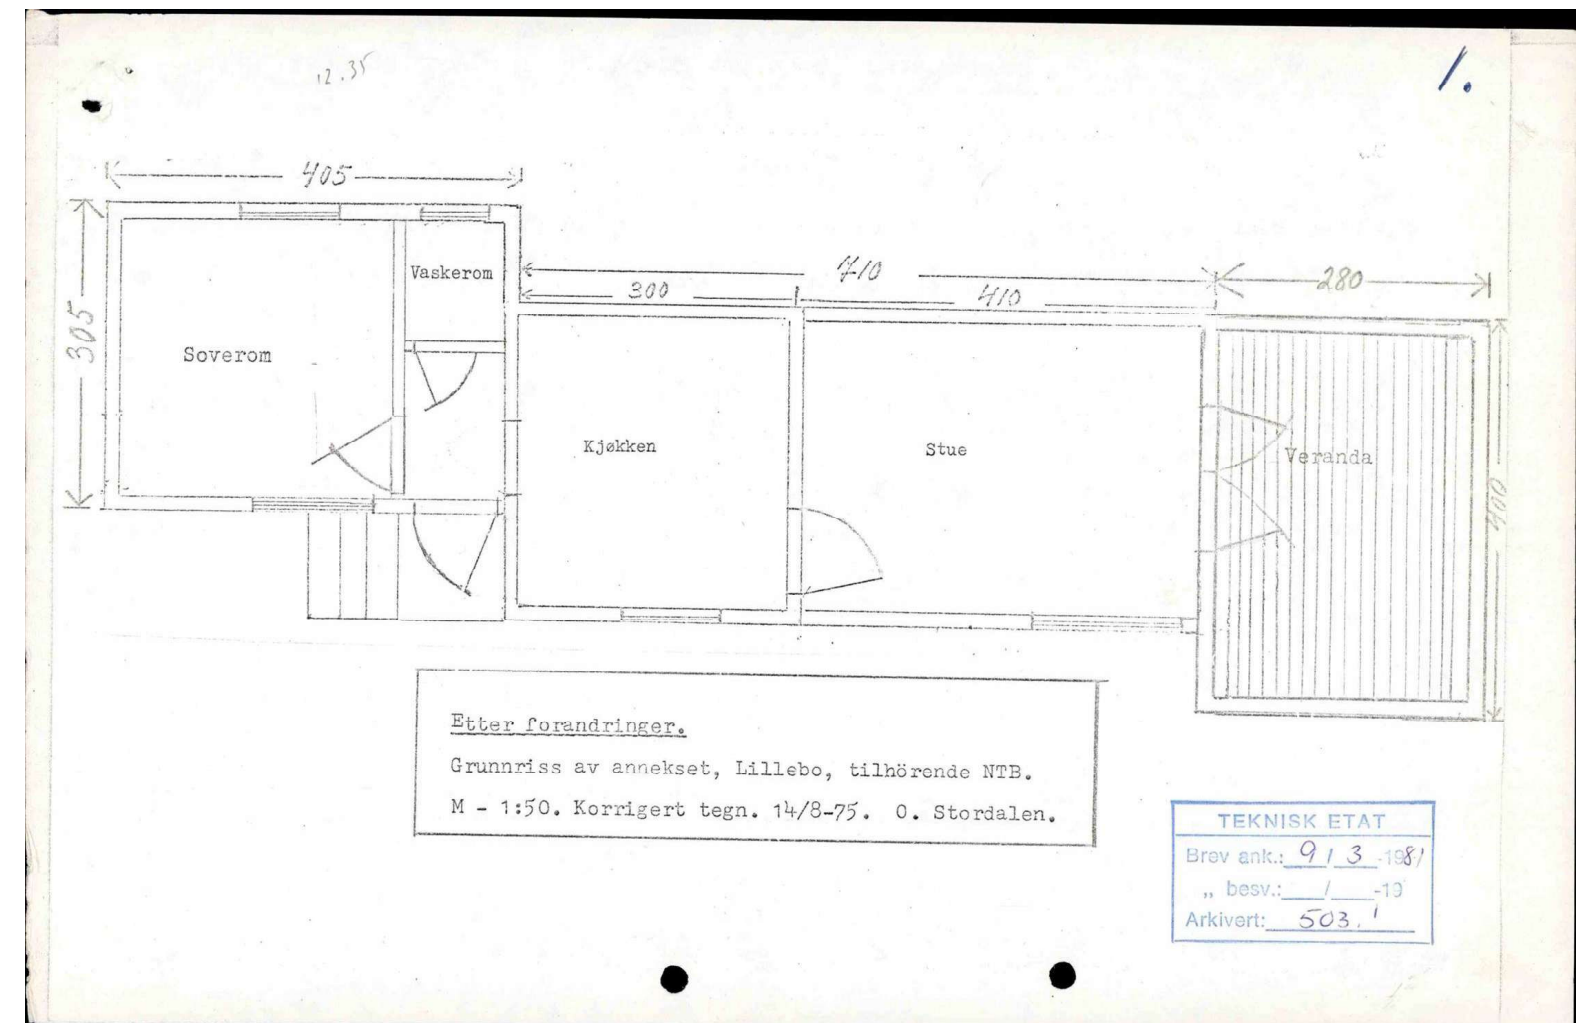 12.35
1.
405
305
Vaskerom
710
300
410
280
Soverom
Kjøkken
Stue
Veranda
400
Etter forandringer.
Grunnriss av annekset, Lillebo, tilhörende NTB.
M - 1:50. Korrigert tegn. 14/8-75. O. Stordalen.
TEKNISK ETAT
Brev ank.: 9 / 3 -1981
„ besv.: / -19
Arkivert: 503.1